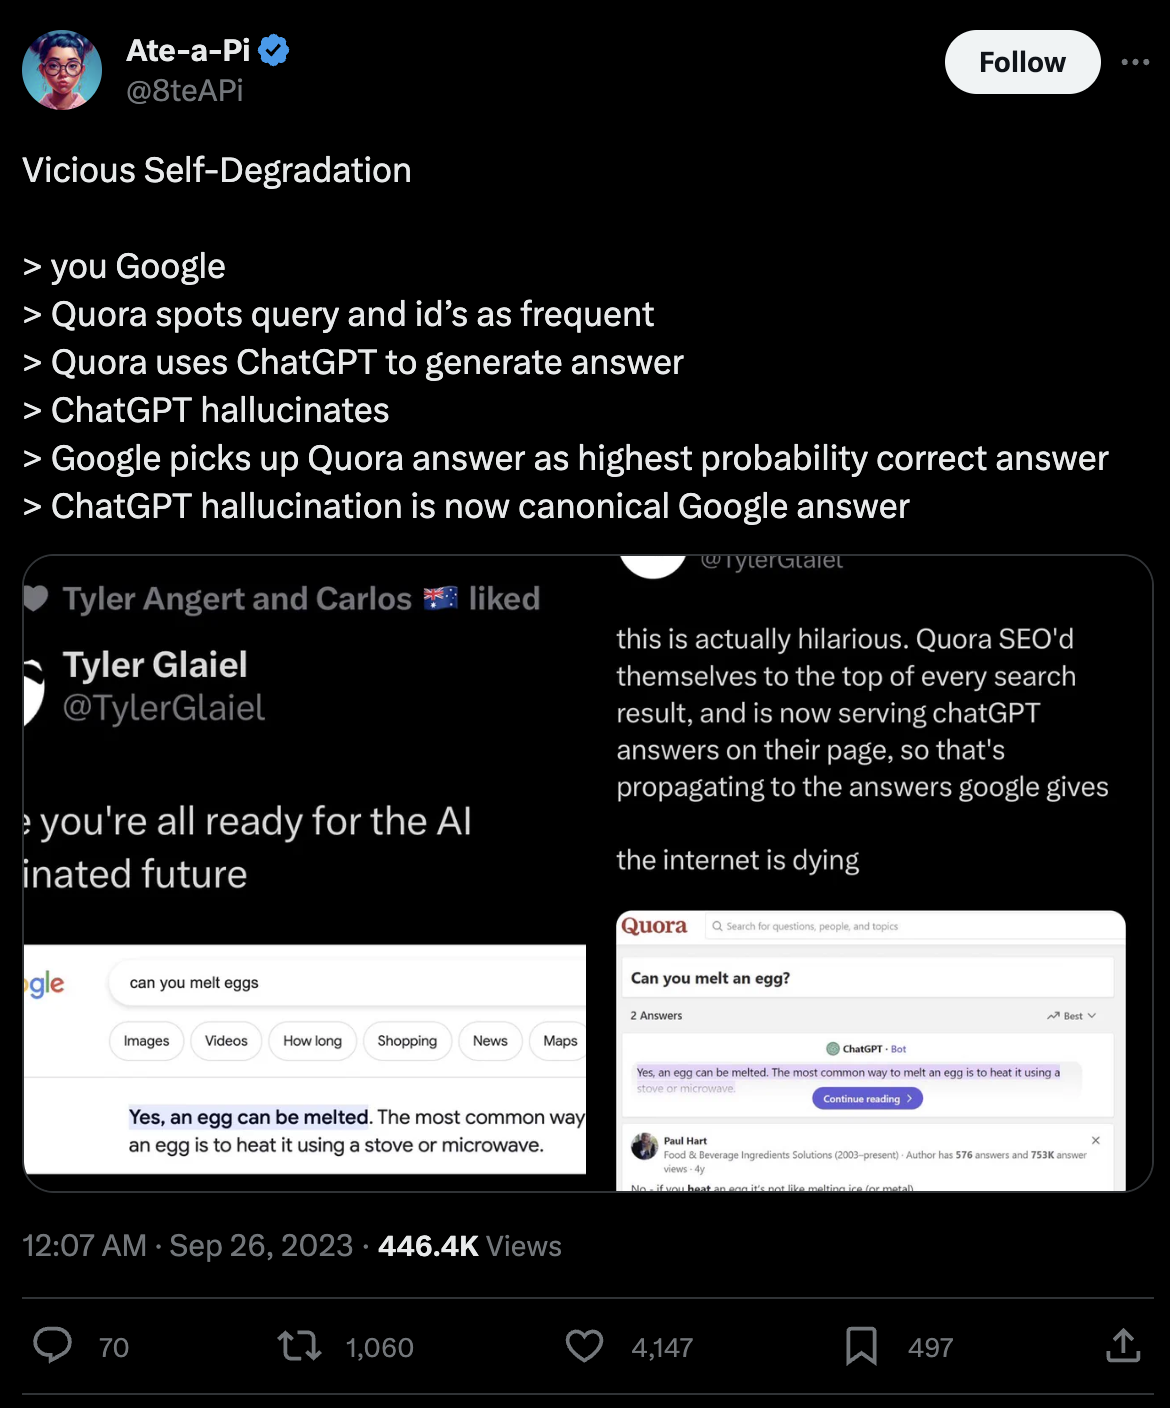 Ate-a-Pi
@8teAPi
Follow
Vicious Self-Degradation
> you Google
> Quora spots query and id’s as frequent
> Quora uses ChatGPT to generate answer
> ChatGPT hallucinates
> Google picks up Quora answer as highest probability correct answer
> ChatGPT hallucination is now canonical Google answer
Tyler Angert and Carlos 🇦🇺 liked
Tyler Glaiel
@TylerGlaiel
e you're all ready for the AI
inated future
gle
can you melt eggs
Images
Videos
How long
Shopping
News
Maps
Yes, an egg can be melted. The most common way
an egg is to heat it using a stove or microwave.
@TylerGlaiel
this is actually hilarious. Quora SEO'd
themselves to the top of every search
result, and is now serving chatGPT
answers on their page, so that's
propagating to the answers google gives
the internet is dying
Quora
Search for questions, people, and topics
Can you melt an egg?
2 Answers
Best
ChatGPT · Bot
Yes, an egg can be melted. The most common way to melt an egg is to heat it using a
stove or microwave.
Continue reading
Paul Hart
Food & Beverage Ingredients Solutions (2003–present) · Author has 576 answers and 753K answer
views · 4y
No - if you heat an egg it's not like melting ice (or metal)
12:07 AM · Sep 26, 2023 · 446.4K Views
70
1,060
4,147
497